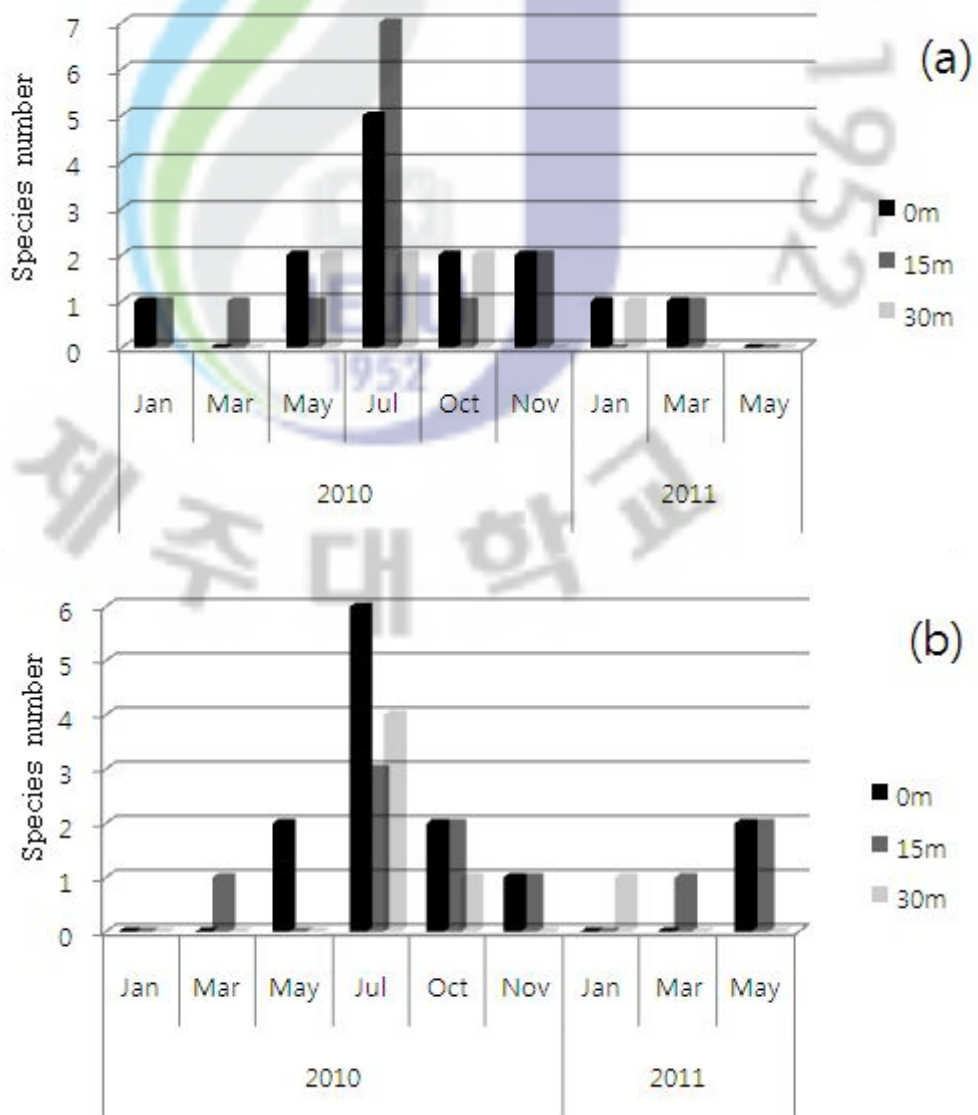 (a)
Species number
7
6
5
4
3
2
1
0
Jan Mar May Jul Oct Nov Jan Mar May
2010 2011
0m
15m
30m
JEJU
1952
1952
제주대학교
(b)
Species number
6
5
4
3
2
1
0
Jan Mar May Jul Oct Nov Jan Mar May
2010 2011
0m
15m
30m